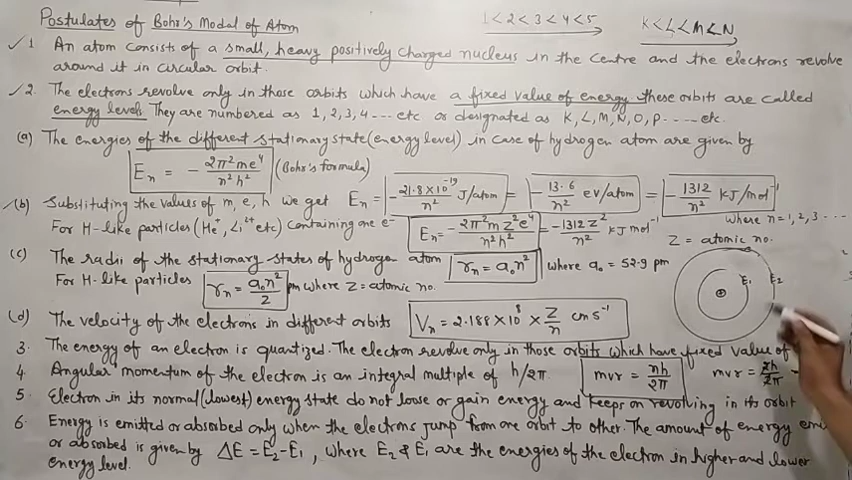 Postulates of Bohr's Modal of Atom
1 < 2 < 3 < 4 < 5
K < L < M < N
✓ 1. An atom consists of a small, heavy positively charged nucleus in the centre and the electrons revolve
around it in circular orbit.
✓ 2. The electrons revolve only in those orbits which have a fixed value of energy. These orbits are called
energy levels. They are numbered as 1, 2, 3, 4 --- etc or designated as K, L, M, N, O, P - - - - etc.
(a) The energies of the different stationary state (energy level) in case of hydrogen atom are given by
En = - 2π²me⁴/n²h² (Bohr's formula)
✓ (b) Substituting the values of m, e, h we get En = - 21.8 × 10⁻¹⁹/n² J/atom = - 13.6/n² eV/atom = - 1312/n² kJ/mol
where n = 1, 2, 3 - - - -
For H-like particles (He⁺, Li²⁺ etc) containing one e⁻ En = - 2π²mZ²e⁴/n²h² = - 1312 Z²/n² kJ mol⁻¹
Z = atomic no.
(c) The radii of the stationary states of hydrogen atom rn = a₀n² where a₀ = 52.9 pm
For H-like particles rn = a₀n²/Z pm where Z = atomic no.
E₁ E₂
+
(d) The velocity of the electrons in different orbits Vn = 2.188 × 10⁸ × Z/n cm s⁻¹
3. The energy of an electron is quantized. The electron revolve only in those orbits which have fixed value of
4. Angular momentum of the electron is an integral multiple of h/2π. mvr = nh/2π mvr = 2h/2π
5. Electron in its normal (lowest) energy state do not loose or gain energy and keeps on revolving in its orbit
6. Energy is emitted or absorbed only when the electrons jump from one orbit to other. The amount of energy
or absorbed is given by ΔE = E₂ - E₁, where E₂ & E₁ are the energies of the electron in higher and lower
energy level.